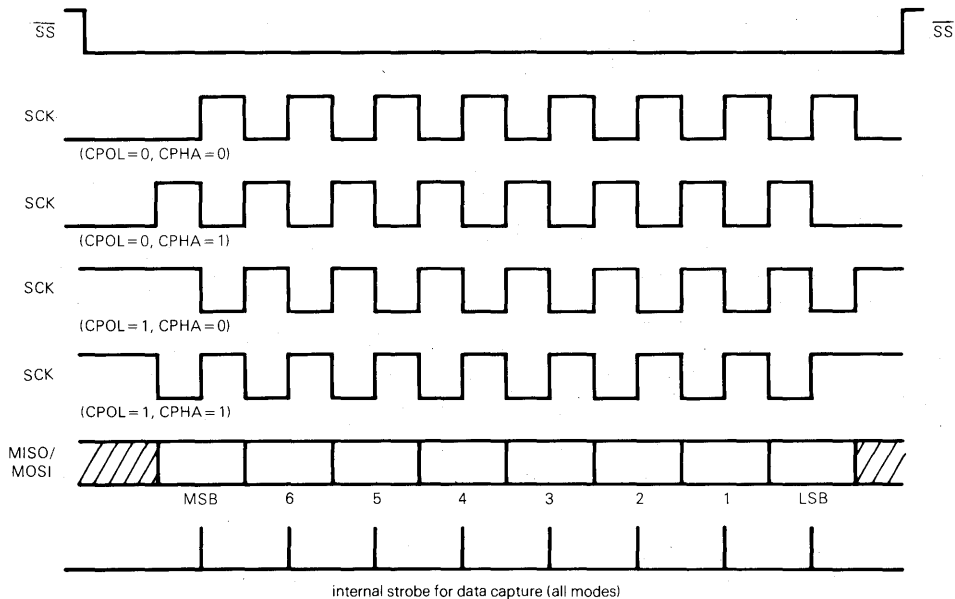 SS SS
SCK
(CPOL=0, CPHA=0)
SCK
(CPOL=0, CPHA=1)
SCK
(CPOL=1, CPHA=0)
SCK
(CPOL=1, CPHA=1)
MISO/
MOSI
MSB 6 5 4 3 2 1 LSB
internal strobe for data capture (all modes)